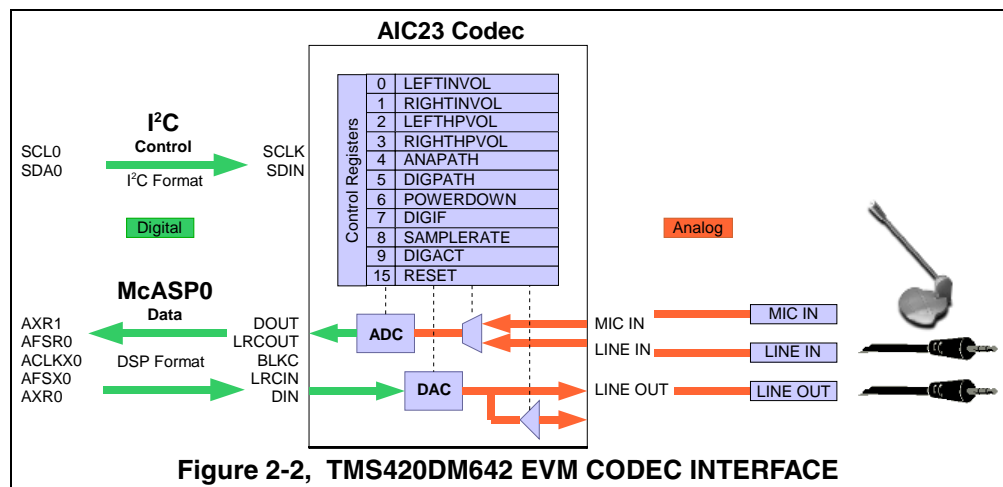 AIC23 Codec
Control Registers
0 LEFTINVOL
1 RIGHTINVOL
2 LEFTHPVOL
3 RIGHTHPVOL
4 ANAPATH
5 DIGPATH
6 POWERDOWN
7 DIGIF
8 SAMPLERATE
9 DIGACT
15 RESET
I²C
Control
SCL0
SDA0
I²C Format
SCLK
SDIN
Digital
Analog
McASP0
Data
AXR1
AFSR0
ACLKX0
AFSX0
AXR0
DSP Format
DOUT
LRCOUT
BLKC
LRCIN
DIN
ADC
DAC
MIC IN
LINE IN
LINE OUT
MIC IN
LINE IN
LINE OUT
Figure 2-2, TMS420DM642 EVM CODEC INTERFACE